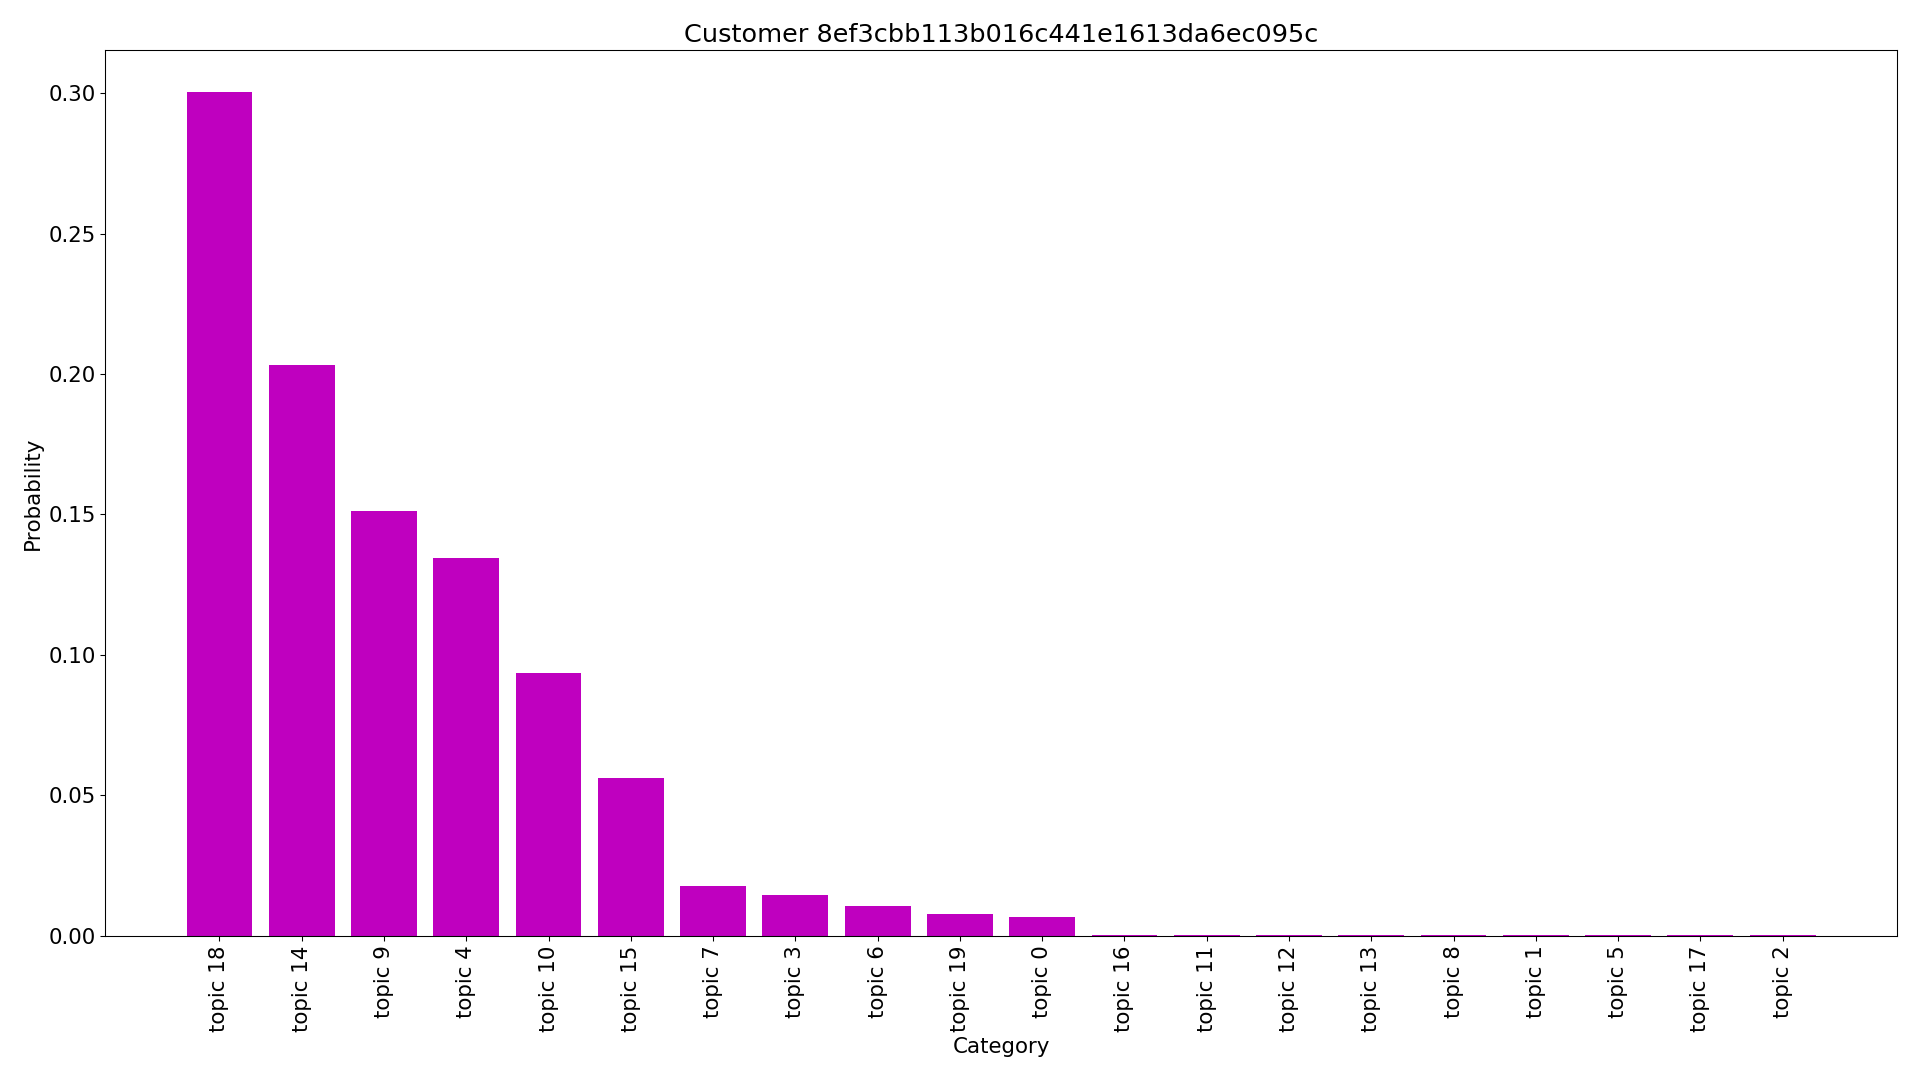 Customer 8ef3cbb113b016c441e1613da6ec095c
0.30
0.25
0.20
0.15
0.10
0.05
0.00
Probability
topic 18
topic 14
topic 9
topic 4
topic 10
topic 15
topic 7
topic 3
topic 6
topic 19
topic 0
topic 16
topic 11
topic 12
topic 13
topic 8
topic 1
topic 5
topic 17
topic 2
Category